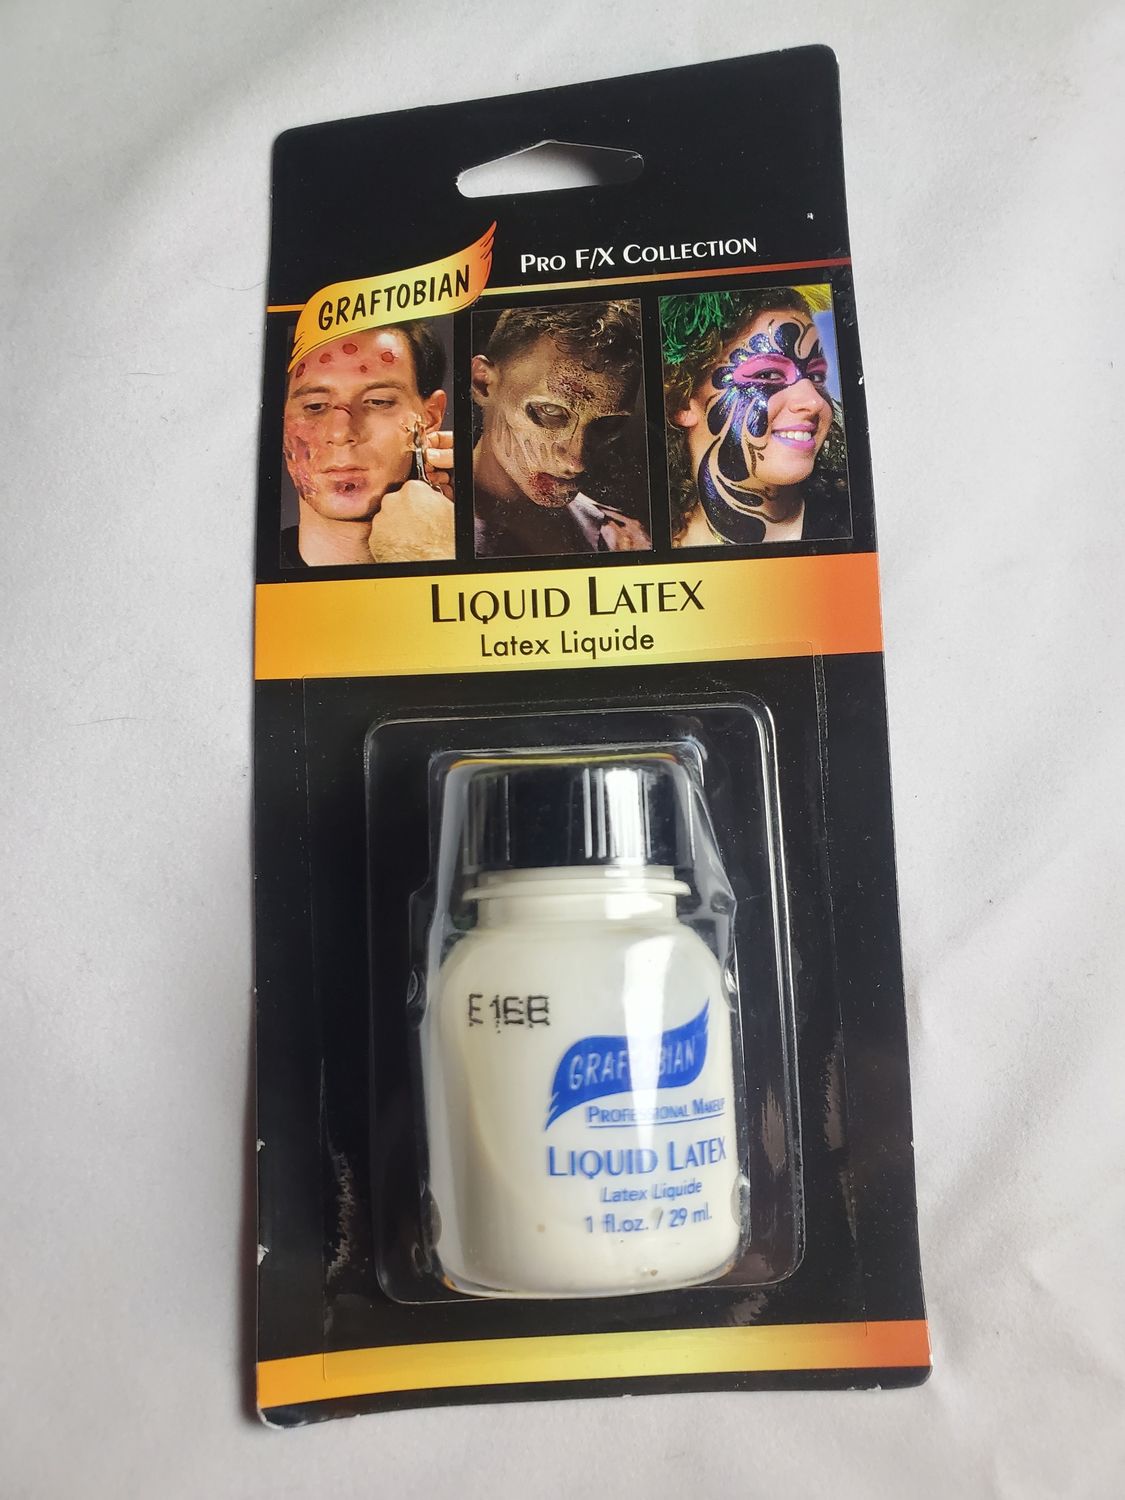 PRO F/X COLLECTION
GRAFTOBIAN
LIQUID LATEX
Latex Liquide
E16B
GRAFTOBIAN
PROFESSIONAL MAKEUP
LIQUID LATEX
Latex Liquide
1 fl.oz. / 29 ml.